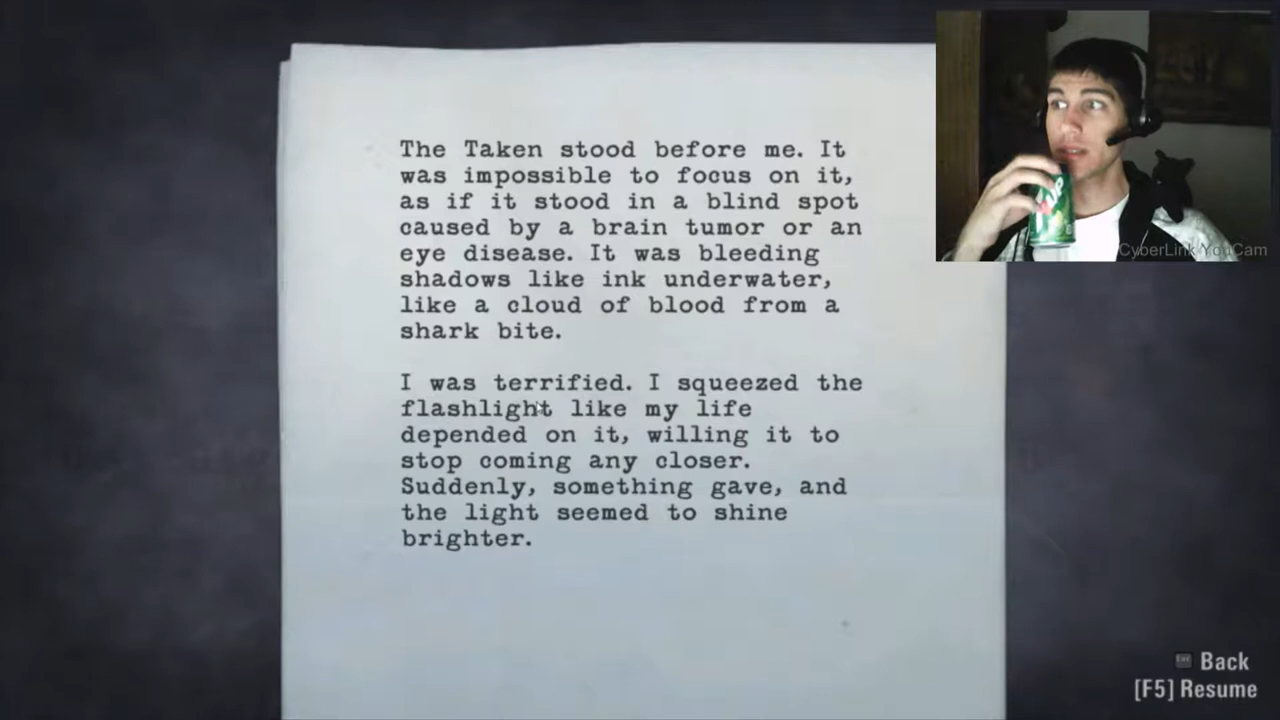 The Taken stood before me. It
was impossible to focus on it,
as if it stood in a blind spot
caused by a brain tumor or an
eye disease. It was bleeding
shadows like ink underwater,
like a cloud of blood from a
shark bite.
I was terrified. I squeezed the
flashlight like my life
depended on it, willing it to
stop coming any closer.
Suddenly, something gave, and
the light seemed to shine
brighter.
CyberLink YouCam
Back
[F5] Resume